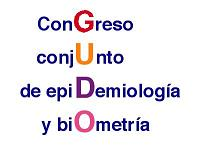 ConGreso
conjUnto
de epiDemiología
y biOmetría